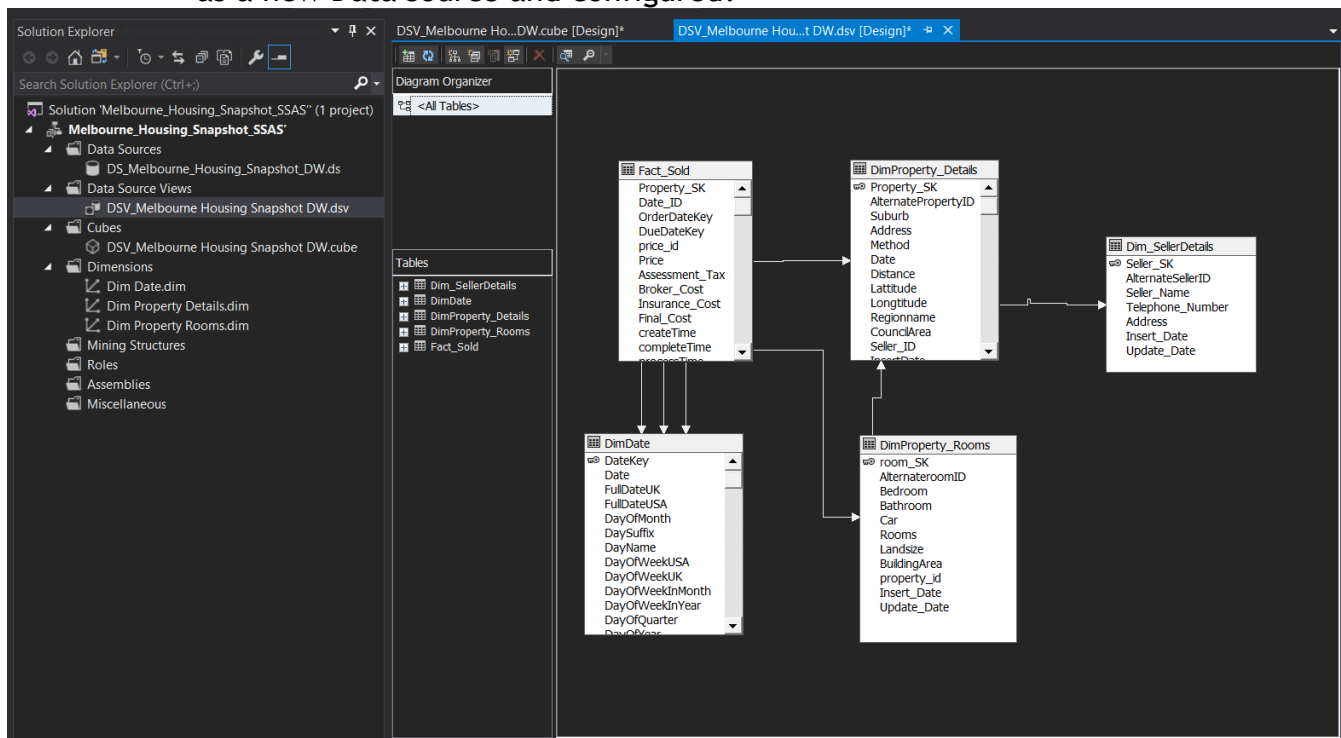 as a new Data source and configured.
Solution Explorer
DSV_Melbourne Ho...DW.cube [Design]*
DSV_Melbourne Hou...t DW.dsv [Design]*
Search Solution Explorer (Ctrl+;)
Solution 'Melbourne_Housing_Snapshot_SSAS'' (1 project)
Melbourne_Housing_Snapshot_SSAS'
Data Sources
DS_Melbourne_Housing_Snapshot_DW.ds
Data Source Views
DSV_Melbourne Housing Snapshot DW.dsv
Cubes
DSV_Melbourne Housing Snapshot DW.cube
Dimensions
Dim Date.dim
Dim Property Details.dim
Dim Property Rooms.dim
Mining Structures
Roles
Assemblies
Miscellaneous
Diagram Organizer
<All Tables>
Tables
Dim_SellerDetails
DimDate
DimProperty_Details
DimProperty_Rooms
Fact_Sold
Fact_Sold
Property_SK
Date_ID
OrderDateKey
DueDateKey
price_id
Price
Assessment_Tax
Broker_Cost
Insurance_Cost
Final_Cost
createTime
completeTime
processTime
DimProperty_Details
Property_SK
AlternatePropertyID
Suburb
Address
Method
Date
Distance
Lattitude
Longtitude
Regionname
CouncilArea
Seller_ID
InsertDate
Dim_SellerDetails
Seller_SK
AlternateSellerID
Seller_Name
Telephone_Number
Address
Insert_Date
Update_Date
DimDate
DateKey
Date
FullDateUK
FullDateUSA
DayOfMonth
DaySuffix
DayName
DayOfWeekUSA
DayOfWeekUK
DayOfWeekInMonth
DayOfWeekInYear
DayOfQuarter
DayOfYear
DimProperty_Rooms
room_SK
AlternateroomID
Bedroom
Bathroom
Car
Rooms
Landsize
BuildingArea
property_id
Insert_Date
Update_Date